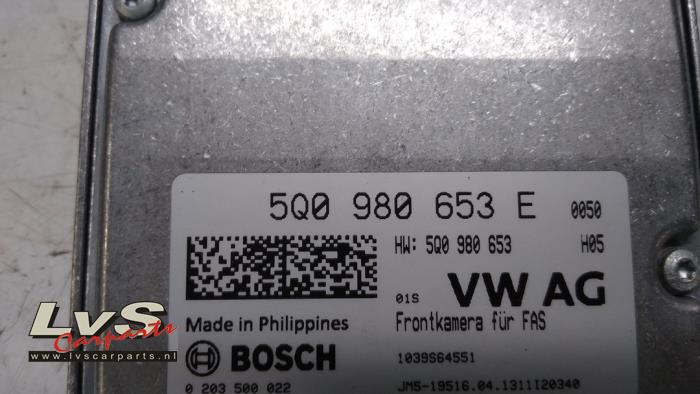 5Q0 980 653 E 0050
HW: 5Q0 980 653 H05
01S VW AG
Made in Philippines
Frontkamera für FAS
BOSCH
1039S64551
0 203 500 022
JM5-19516.04.1311I20340
LvS
Carparts
www.lvscarparts.nl